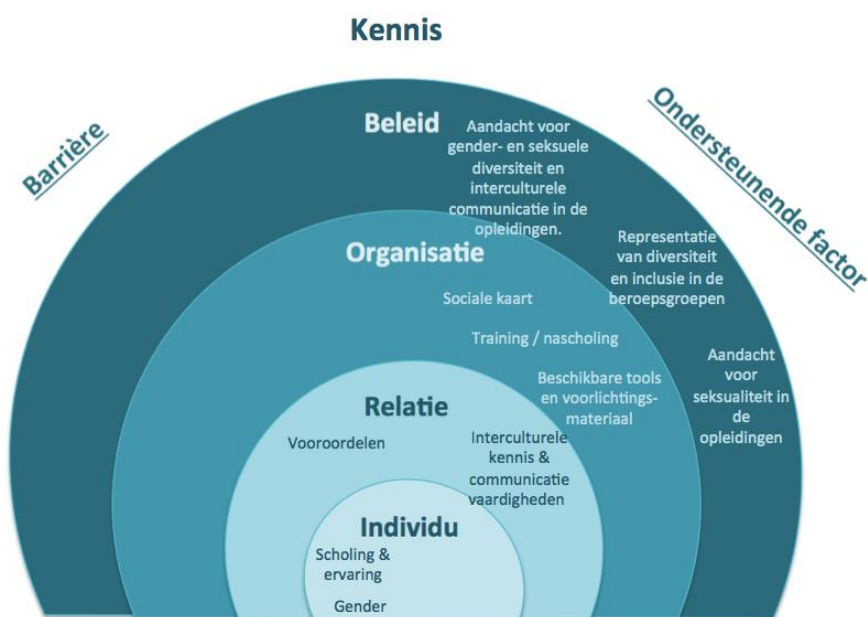 Kennis
Barrière
Ondersteunende factor
Beleid
Aandacht voor
gender- en seksuele
diversiteit en
interculturele
communicatie in de
opleidingen.
Representatie
van diversiteit
en inclusie in de
beroepsgroepen
Aandacht
voor
seksualiteit in
de
opleidingen
Organisatie
Sociale kaart
Training / nascholing
Beschikbare tools
en voorlichtings-
materiaal
Relatie
Vooroordelen
Interculturele
kennis &
communicatie
vaardigheden
Individu
Scholing &
ervaring
Gender